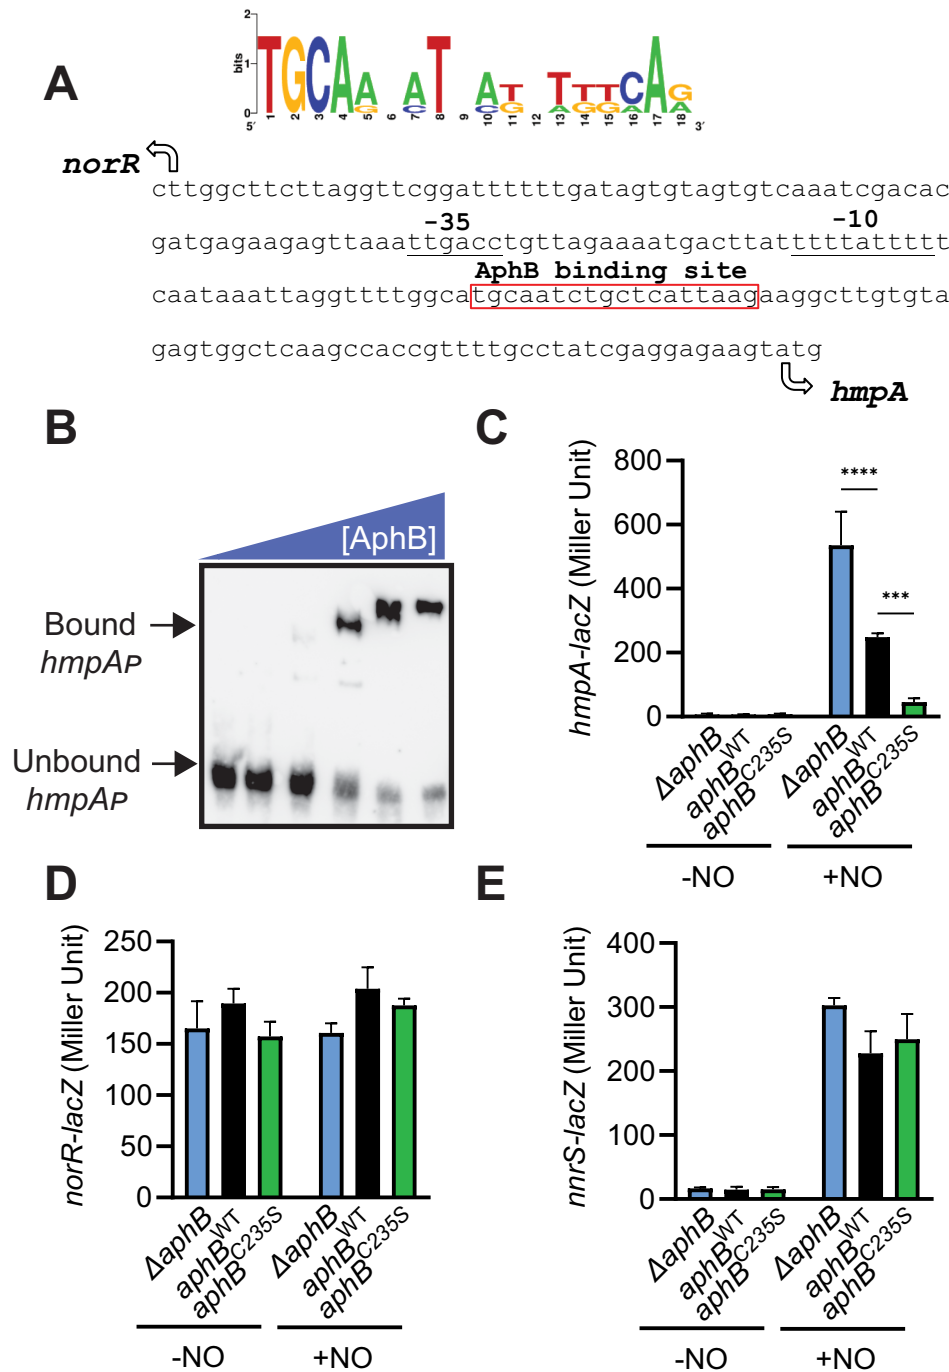 A
2
bits
1
0
TGCAA AT AT TTTCAG
G C C G AGGAAA
5′ 1 2 3 4 5 6 7 8 9 10 11 12 13 14 15 16 17 18 3′
norR
cttggcttcttaggttcggatttttttgatagtgtagtgtcaaatcgacac
-35 -10
gatgagaagagttaaattgacctgttagaaaatgacttattttttattttt
AphB binding site
caataaattaggttttggcatgcaatctgctcattaagaaggcttgtgta
gagtggctcaagccaccgttttgcctatcgaggagaagtatg
hmpA
B
[AphB]
Bound
hmpAP
Unbound
hmpAP
C
hmpA-lacZ (Miller Unit)
800
600
400
200
0
****
***
ΔaphB aphBWT aphBC235S ΔaphB aphBWT aphBC235S
-NO +NO
D
norR-lacZ (Miller Unit)
250
200
150
100
50
0
ΔaphB aphBWT aphBC235S ΔaphB aphBWT aphBC235S
-NO +NO
E
nnrS-lacZ (Miller Unit)
400
300
200
100
0
ΔaphB aphBWT aphBC235S ΔaphB aphBWT aphBC235S
-NO +NO